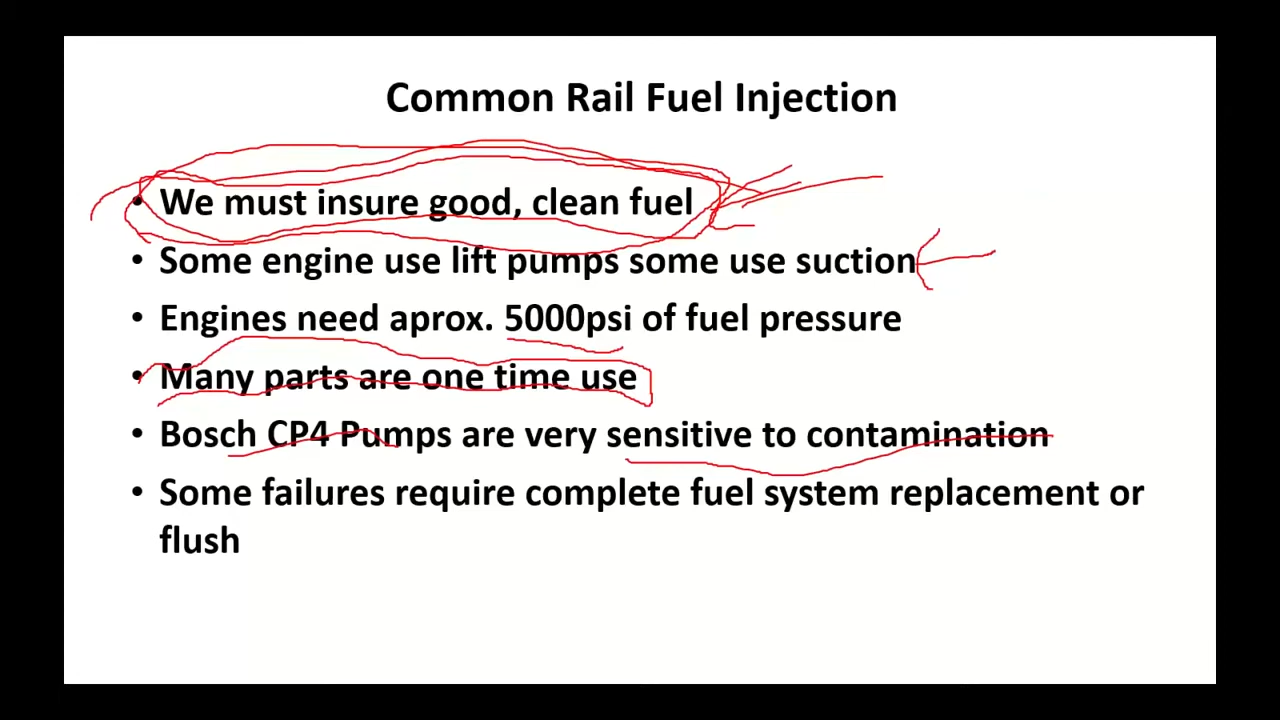 Common Rail Fuel Injection
• We must insure good, clean fuel
• Some engine use lift pumps some use suction
• Engines need aprox. 5000psi of fuel pressure
• Many parts are one time use
• Bosch CP4 Pumps are very sensitive to contamination
• Some failures require complete fuel system replacement or
flush